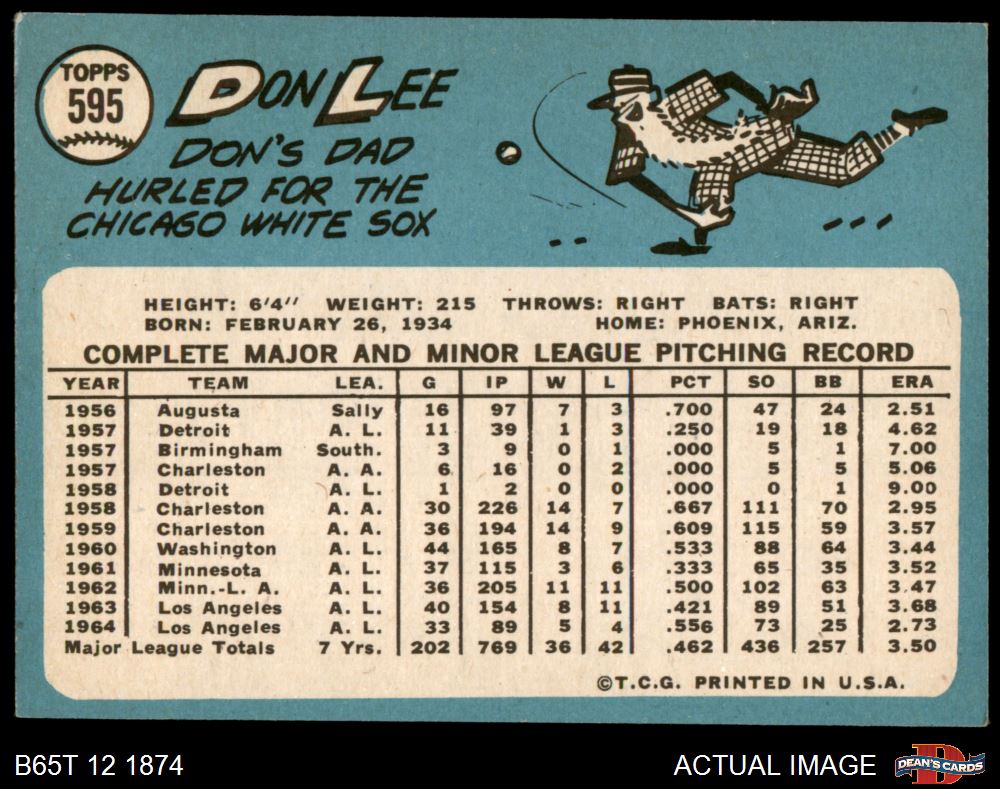 TOPPS
595
DON LEE
DON'S DAD
HURLED FOR THE
CHICAGO WHITE SOX
HEIGHT: 6'4" WEIGHT: 215 THROWS: RIGHT BATS: RIGHT
BORN: FEBRUARY 26, 1934 HOME: PHOENIX, ARIZ.
COMPLETE MAJOR AND MINOR LEAGUE PITCHING RECORD
YEAR TEAM LEA. G IP W L PCT SO BB ERA
1956 Augusta Sally 16 97 7 3 .700 47 24 2.51
1957 Detroit A. L. 11 39 1 3 .250 19 18 4.62
1957 Birmingham South. 3 9 0 1 .000 5 1 7.00
1957 Charleston A. A. 6 16 0 2 .000 5 5 5.06
1958 Detroit A. L. 1 2 0 0 .000 0 1 9.00
1958 Charleston A. A. 30 226 14 7 .667 111 70 2.95
1959 Charleston A. A. 36 194 14 9 .609 115 59 3.57
1960 Washington A. L. 44 165 8 7 .533 88 64 3.44
1961 Minnesota A. L. 37 115 3 6 .333 65 35 3.52
1962 Minn.-L. A. A. L. 36 205 11 11 .500 102 63 3.47
1963 Los Angeles A. L. 40 154 8 11 .421 89 51 3.68
1964 Los Angeles A. L. 33 89 5 4 .556 73 25 2.73
Major League Totals 7 Yrs. 202 769 36 42 .462 436 257 3.50
©T.C.G. PRINTED IN U.S.A.
B65T 12 1874 ACTUAL IMAGE DEAN'S CARDS